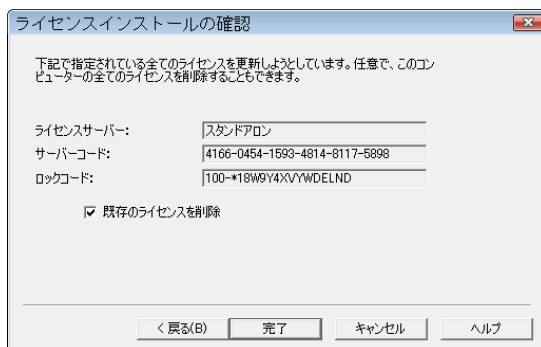 ライセンスインストールの確認
下記で指定されている全てのライセンスを更新しようとしています。任意で、このコン
ピューターの全てのライセンスを削除することもできます。
ライセンスサーバー: スタンドアロン
サーバーコード: 4166-0454-1593-4814-8117-5898
ロックコード: 100-*18W9Y4XVYWDELND
既存のライセンスを削除
< 戻る(B) 完了 キャンセル ヘルプ